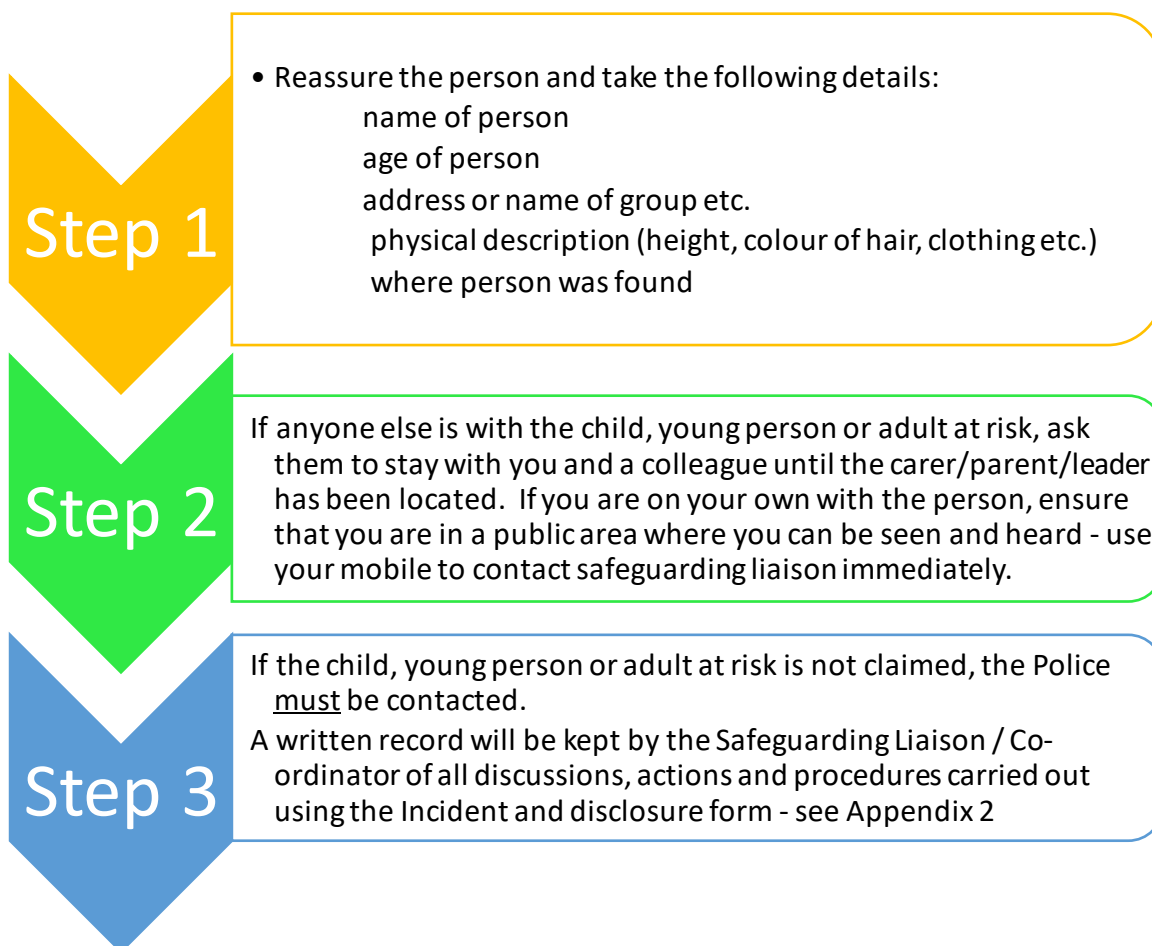 Step 1
• Reassure the person and take the following details:
name of person
age of person
address or name of group etc.
physical description (height, colour of hair, clothing etc.)
where person was found
Step 2
If anyone else is with the child, young person or adult at risk, ask
them to stay with you and a colleague until the carer/parent/leader
has been located.  If you are on your own with the person, ensure
that you are in a public area where you can be seen and heard - use
your mobile to contact safeguarding liaison immediately.
Step 3
If the child, young person or adult at risk is not claimed, the Police
must be contacted.
A written record will be kept by the Safeguarding Liaison / Co-
ordinator of all discussions, actions and procedures carried out
using the Incident and disclosure form - see Appendix 2